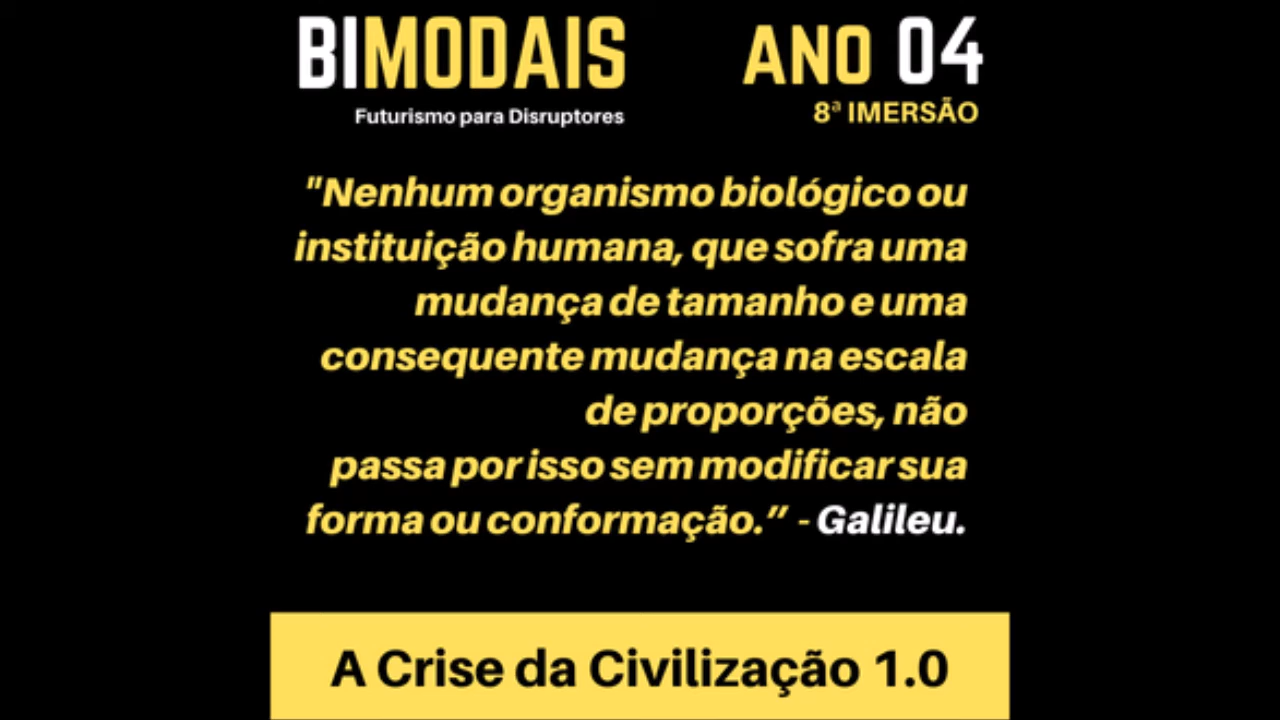 BIMODAIS
Futurismo para Disruptores
ANO 04
8ª IMERSÃO
"Nenhum organismo biológico ou
instituição humana, que sofra uma
mudança de tamanho e uma
consequente mudança na escala
de proporções, não
passa por isso sem modificar sua
forma ou conformação.” - Galileu.
A Crise da Civilização 1.0